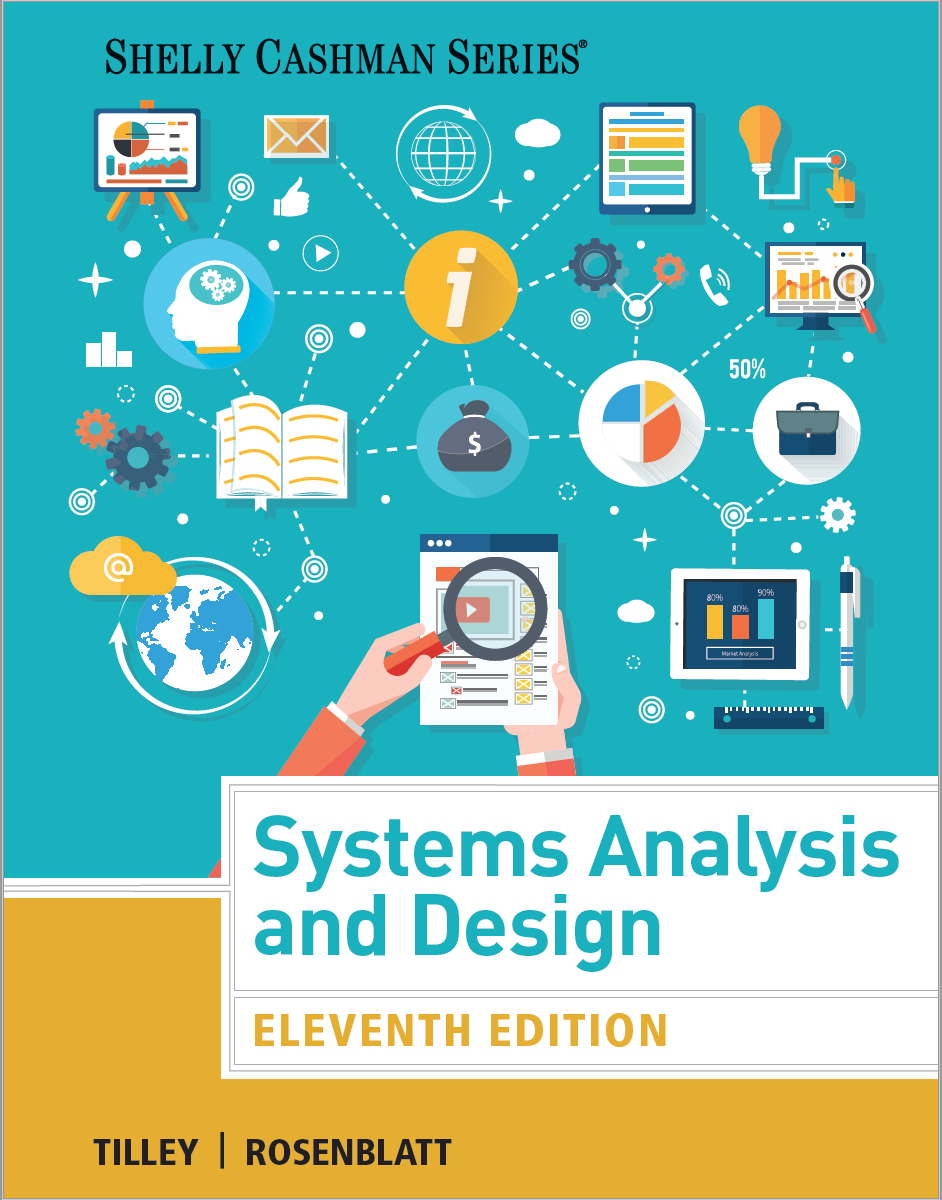 SHELLY CASHMAN SERIES®
i
50%
$
@
80%
80%
90%
Market Analysis
Systems Analysis
and Design
ELEVENTH EDITION
TILLEY | ROSENBLATT